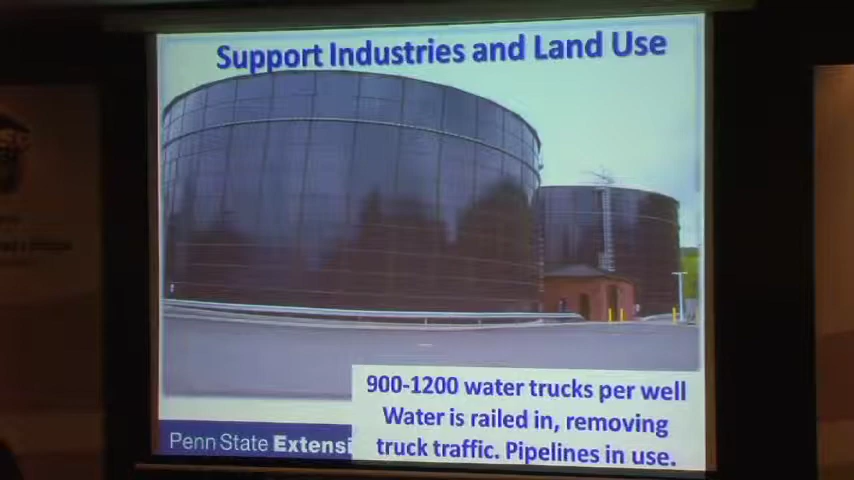 Support Industries and Land Use
900-1200 water trucks per well
Water is railed in, removing
truck traffic. Pipelines in use.
Penn State Extensi